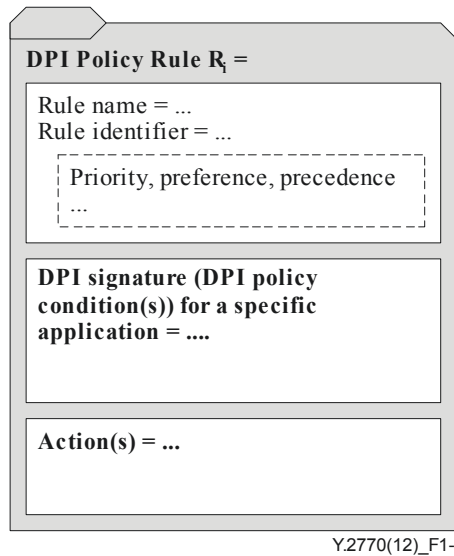 DPI Policy Rule Ri =
Rule name = ...
Rule identifier = ...
Priority, preference, precedence
...
DPI signature (DPI policy
condition(s)) for a specific
application = ....
Action(s) = ...
Y.2770(12)_F1-